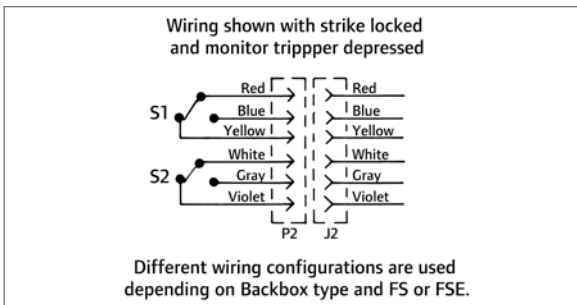 Wiring shown with strike locked
and monitor trippper depressed
Red Red
S1 Blue Blue
Yellow Yellow
White White
S2 Gray Gray
Violet Violet
P2 J2
Different wiring configurations are used
depending on Backbox type and FS or FSE.